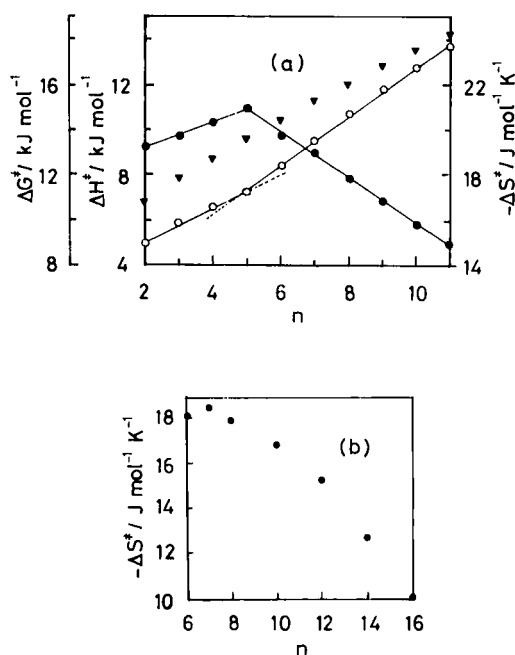 (a)
ΔG‡/ kJ mol⁻¹
16
12
8
ΔH‡/ kJ mol⁻¹
12
8
4
-ΔS‡/ J mol⁻¹ K⁻¹
22
18
14
2 4 6 8 10
n
(b)
-ΔS‡/ J mol⁻¹ K⁻¹
18
16
14
12
10
6 8 10 12 14 16
n